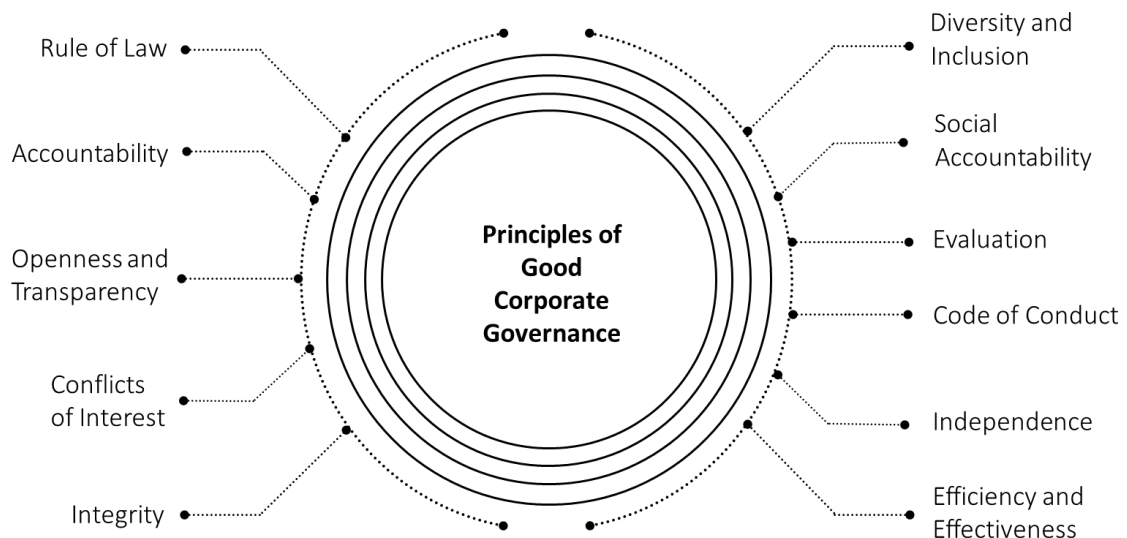 Rule of Law
Accountability
Openness and
Transparency
Conflicts
of Interest
Integrity
Principles of
Good
Corporate
Governance
Diversity and
Inclusion
Social
Accountability
Evaluation
Code of Conduct
Independence
Efficiency and
Effectiveness